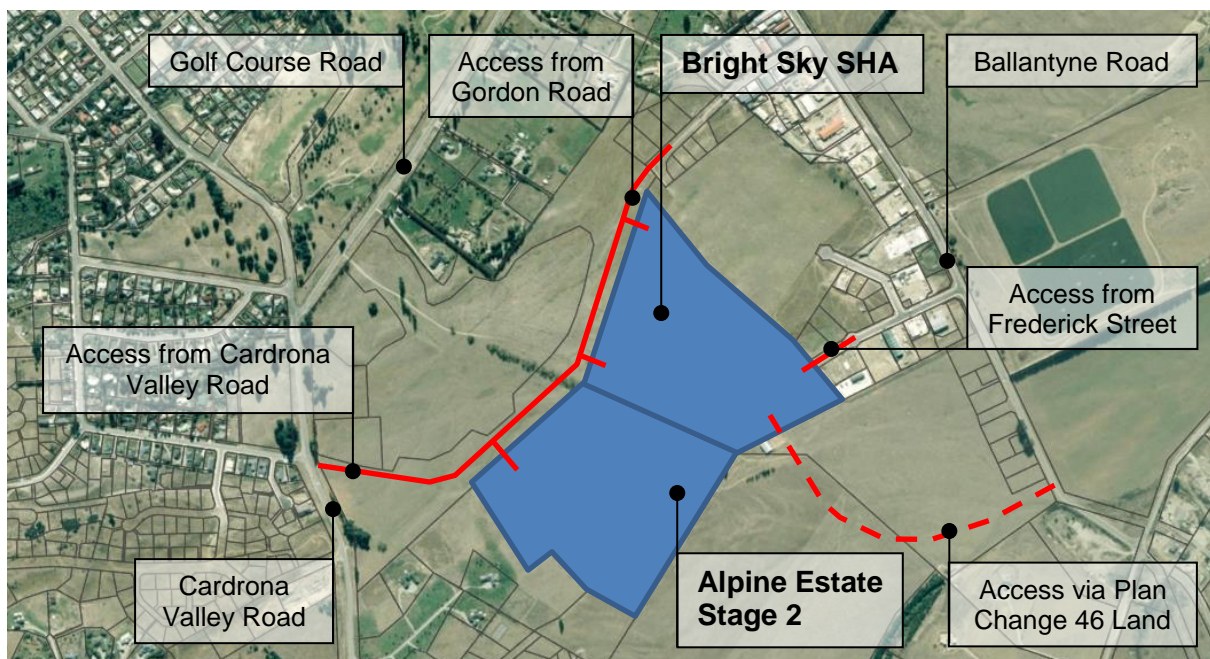 Golf Course Road
Access from
Gordon Road
Bright Sky SHA
Ballantyne Road
Access from
Frederick Street
Access from Cardrona
Valley Road
Cardrona
Valley Road
Alpine Estate
Stage 2
Access via Plan
Change 46 Land